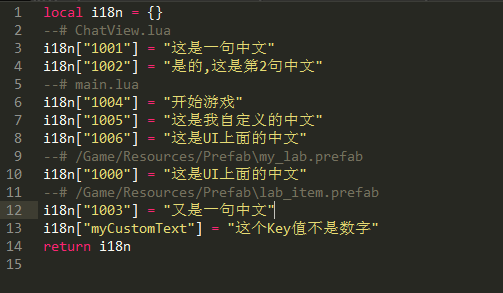 1 local i18n = {}
2 --# ChatView.lua
3 i18n["1001"] = "这是一句中文"
4 i18n["1002"] = "是的,这是第2句中文"
5 --# main.lua
6 i18n["1004"] = "开始游戏"
7 i18n["1005"] = "这是我自定义的中文"
8 i18n["1006"] = "这是UI上面的中文"
9 --# /Game/Resources/Prefab\my_lab.prefab
10 i18n["1000"] = "这是UI上面的中文"
11 --# /Game/Resources/Prefab\lab_item.prefab
12 i18n["1003"] = "又是一句中文"
13 i18n["myCustomText"] = "这个Key值不是数字"
14 return i18n
15